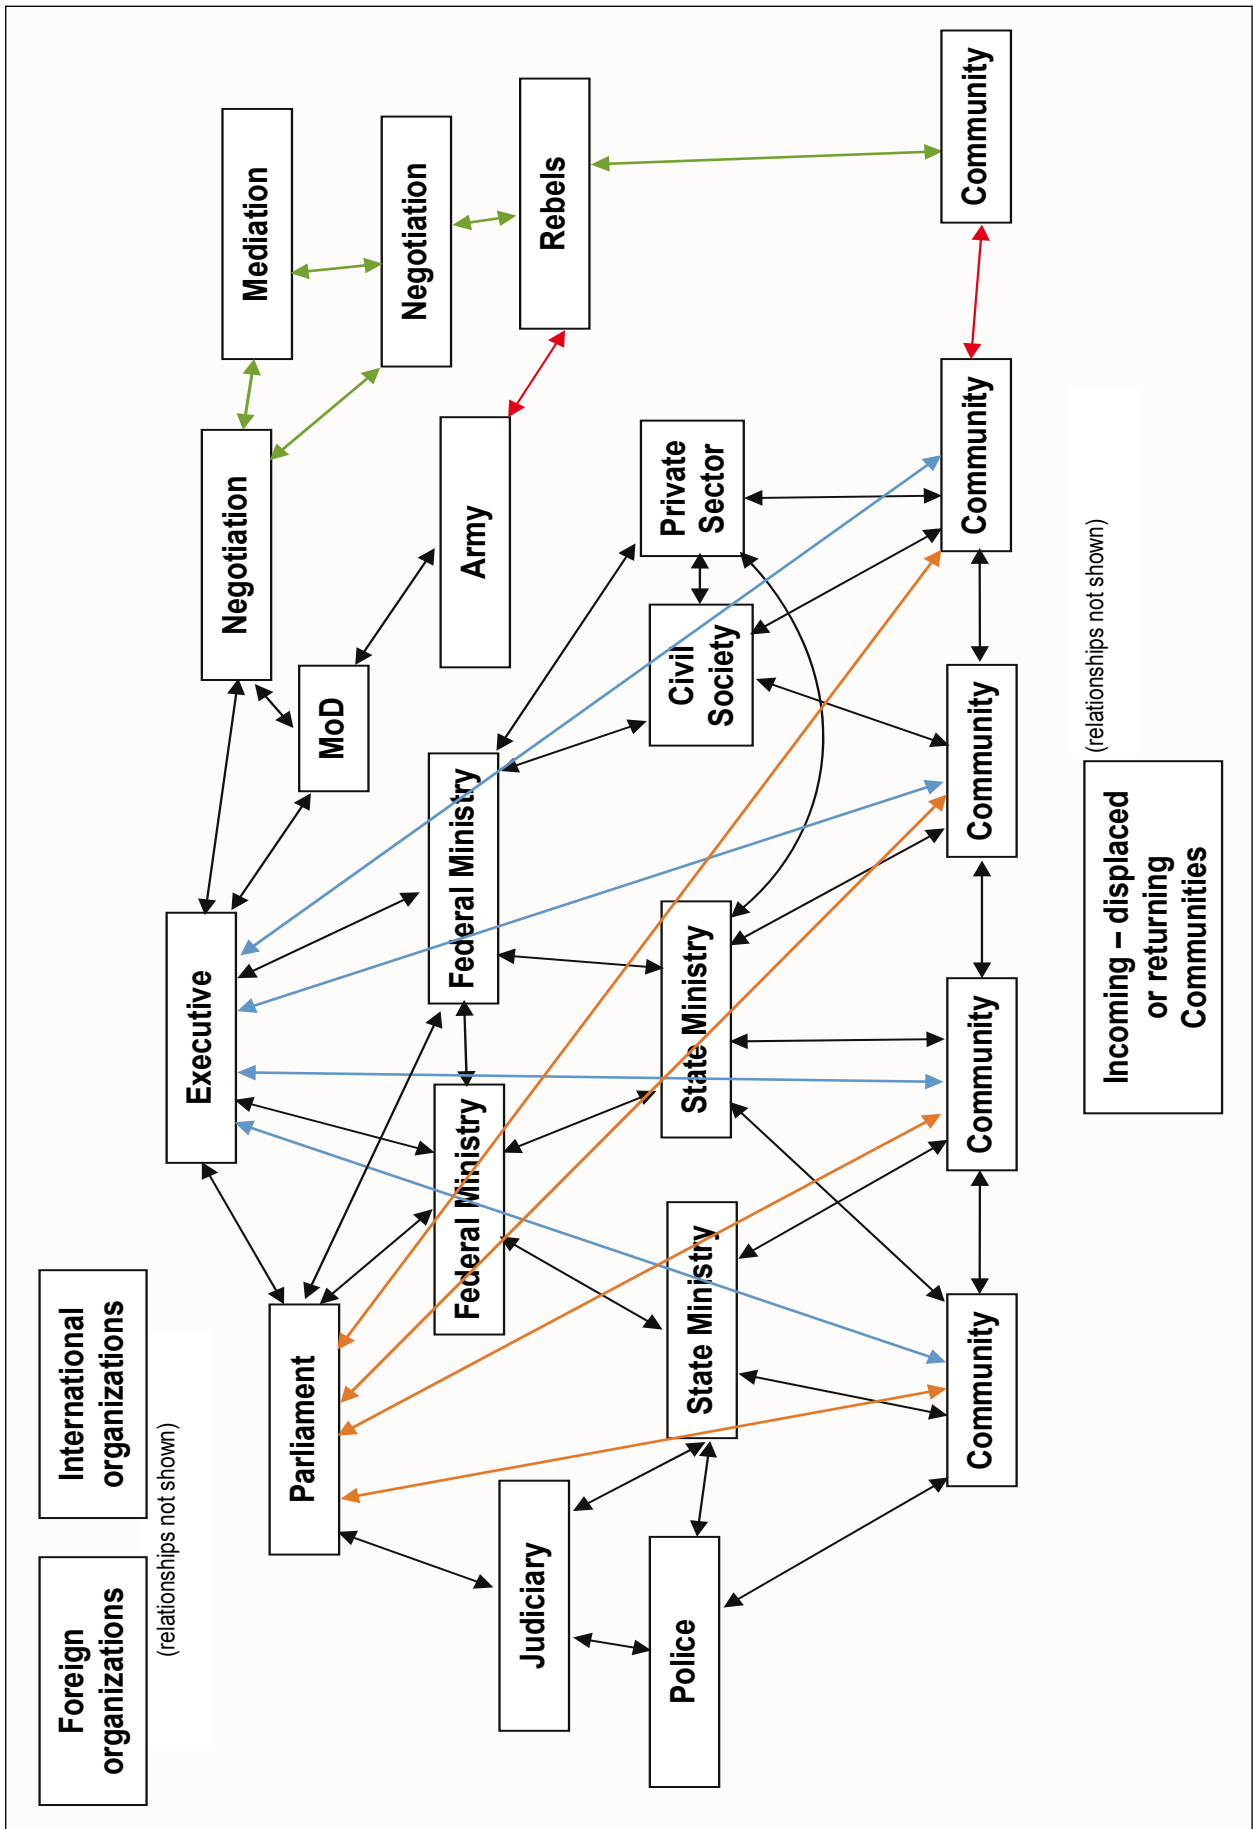 Foreign
organizations
International
organizations
(relationships not shown)
Executive
Negotiation
Mediation
Parliament
MoD
Negotiation
Federal Ministry
Federal Ministry
Army
Judiciary
Rebels
Police
State Ministry
State Ministry
Civil
Society
Private
Sector
Community
Community
Community
Community
Community
Incoming – displaced
or returning
Communities
(relationships not shown)